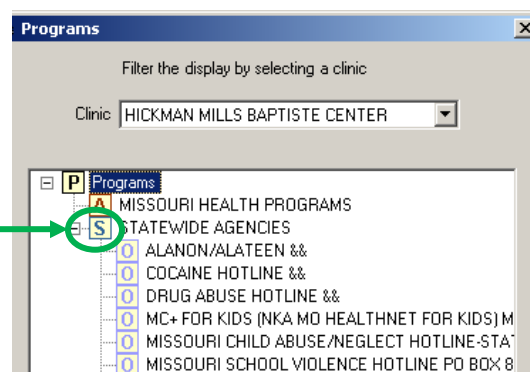 Programs
Filter the display by selecting a clinic
Clinic HICKMAN MILLS BAPTISTE CENTER
P Programs
A MISSOURI HEALTH PROGRAMS
S STATEWIDE AGENCIES
O ALANON/ALATEEN &&
O COCAINE HOTLINE &&
O DRUG ABUSE HOTLINE &&
O MC+ FOR KIDS (NKA MO HEALTHNET FOR KIDS) M
O MISSOURI CHILD ABUSE/NEGLECT HOTLINE-STA
O MISSOURI SCHOOL VIOLENCE HOTLINE PO BOX 8